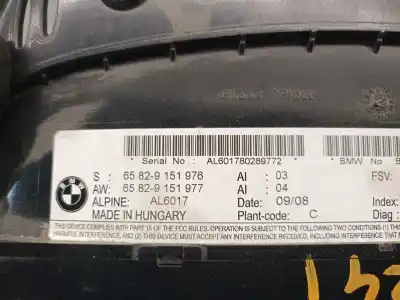 * Serial No.: AL601780289772 * *BMW No
S : 65 82-9 151 976 AI : 03 FSV:
AW: 65 82-9 151 977 AI : 04
ALPINE: AL6017 Date: 09/08 Index:
MADE IN HUNGARY Plant-code: C Diag:
THIS DEVICE COMPLIES WITH PART 15 OF THE FCC RULES. OPERATION IS SUBJECT TO THE FOLLOWING TWO CONDITIONS:
AND (2) THIS DEVICE MUST ACCEPT ANY INTERFERENCE RECEIVED, INCLUDING INTERFERENCE THAT MAY CAUSE UNDESIRED
BMW